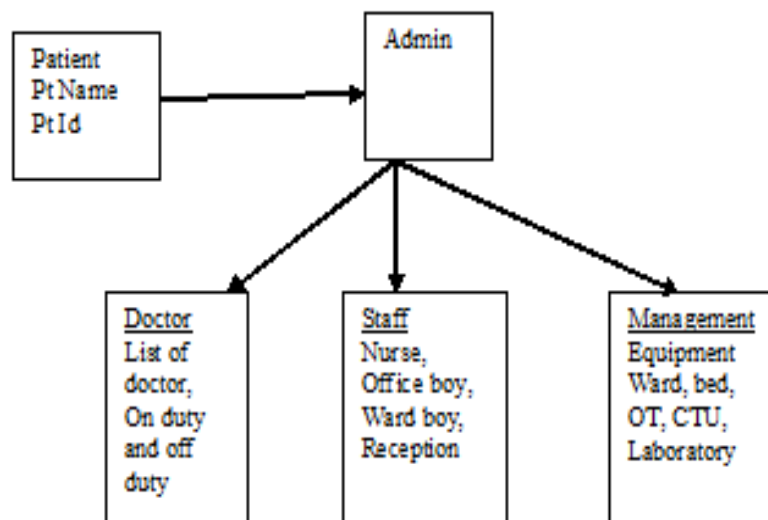 Patient
Pt Name
Pt Id
Admin
Doctor
List of
doctor,
On duty
and off
duty
Staff
Nurse,
Office boy,
Ward boy,
Reception
Management
Equipment
Ward, bed,
OT, CTU,
Laboratory